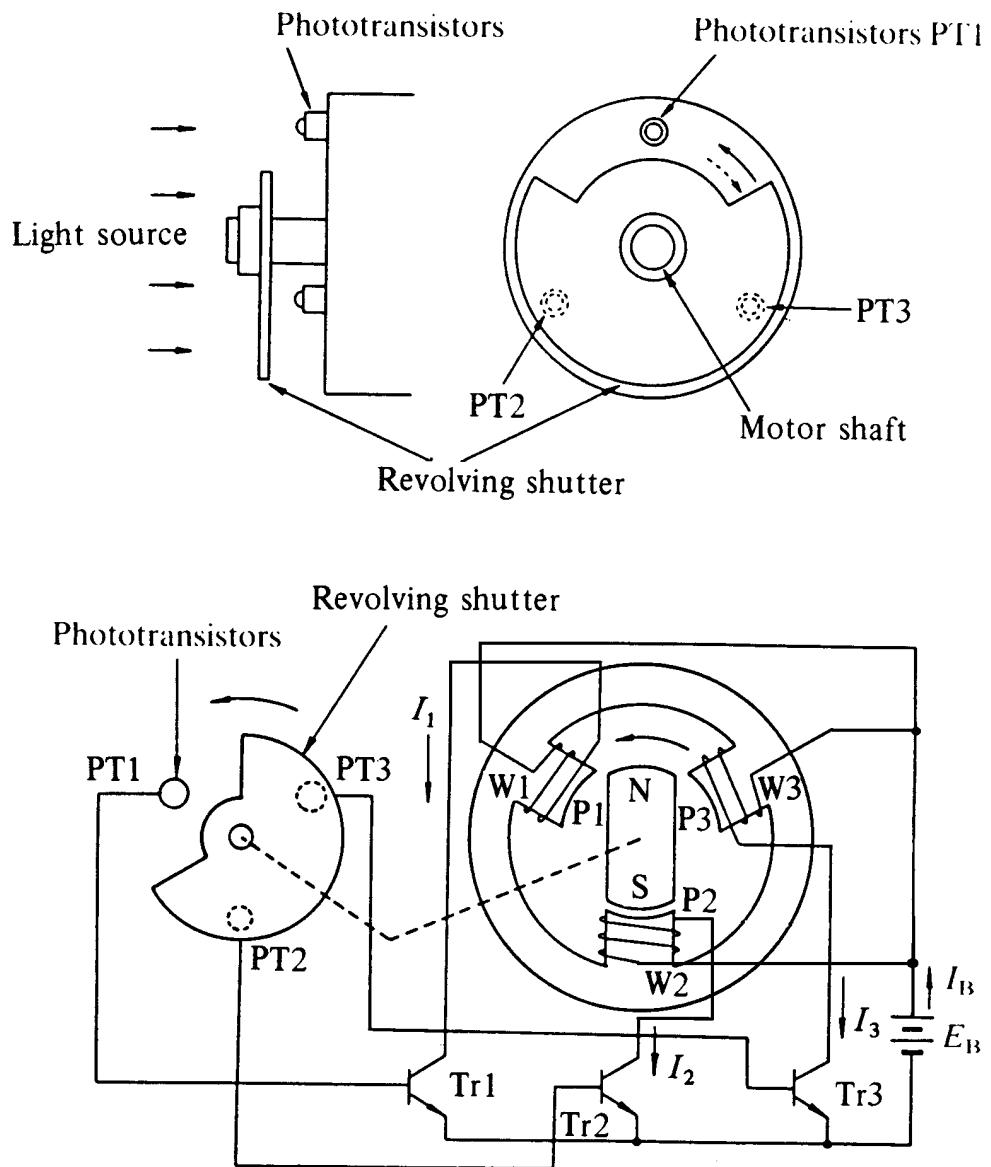 Phototransistors
Phototransistors PT1
Light source
PT3
PT2
Motor shaft
Revolving shutter
Revolving shutter
Phototransistors
I1
PT1
PT3
W1
N
W3
P1
P3
S
P2
PT2
W2
IB
I3
EB
Tr1
I2
Tr2
Tr3